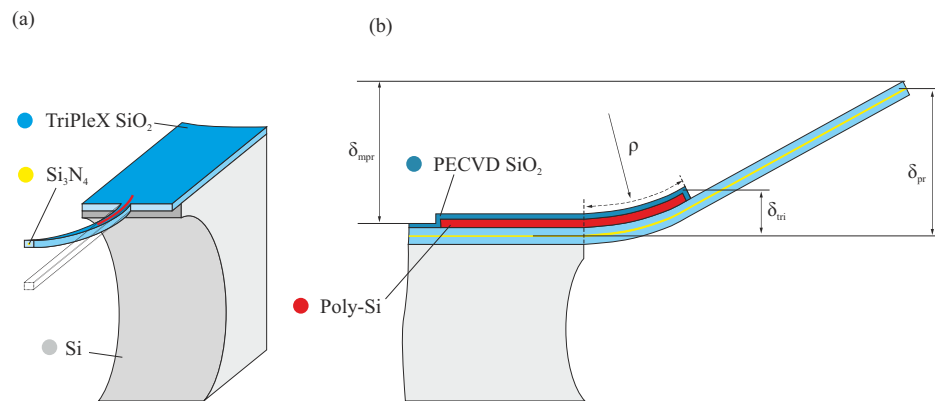 (a)
TriPleX SiO₂
Si₃N₄
Si
(b)
δmpr
PECVD SiO₂
ρ
δtri
δpr
Poly-Si